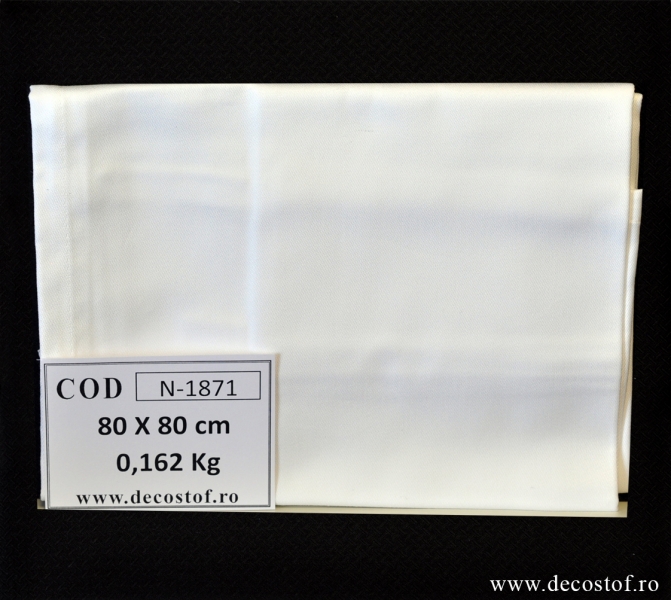 COD N-1871
80 X 80 cm
0,162 Kg
www.decostof.ro
www.decostof.ro